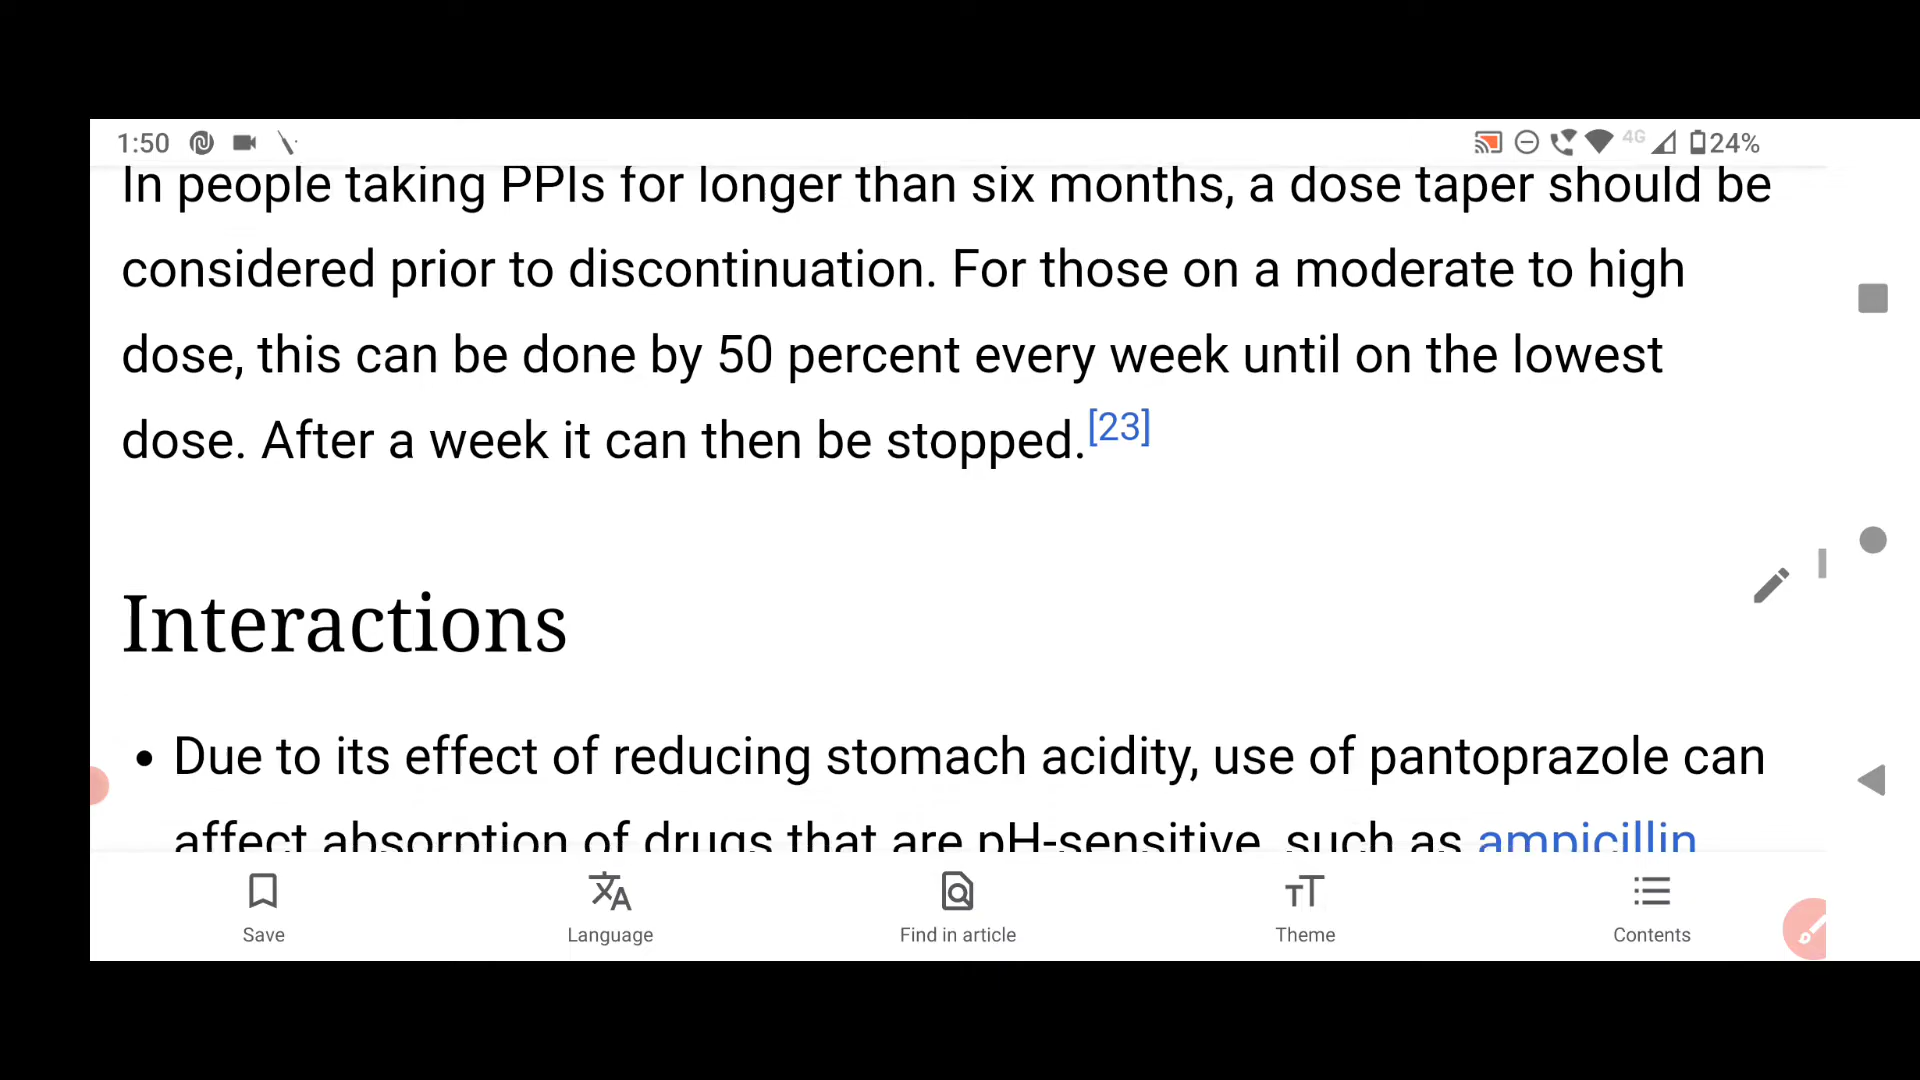 1:50
4G
24%
In people taking PPIs for longer than six months, a dose taper should be
considered prior to discontinuation. For those on a moderate to high
dose, this can be done by 50 percent every week until on the lowest
dose. After a week it can then be stopped.[23]
Interactions
• Due to its effect of reducing stomach acidity, use of pantoprazole can
affect absorption of drugs that are pH-sensitive, such as ampicillin
Save
Language
Find in article
Theme
Contents